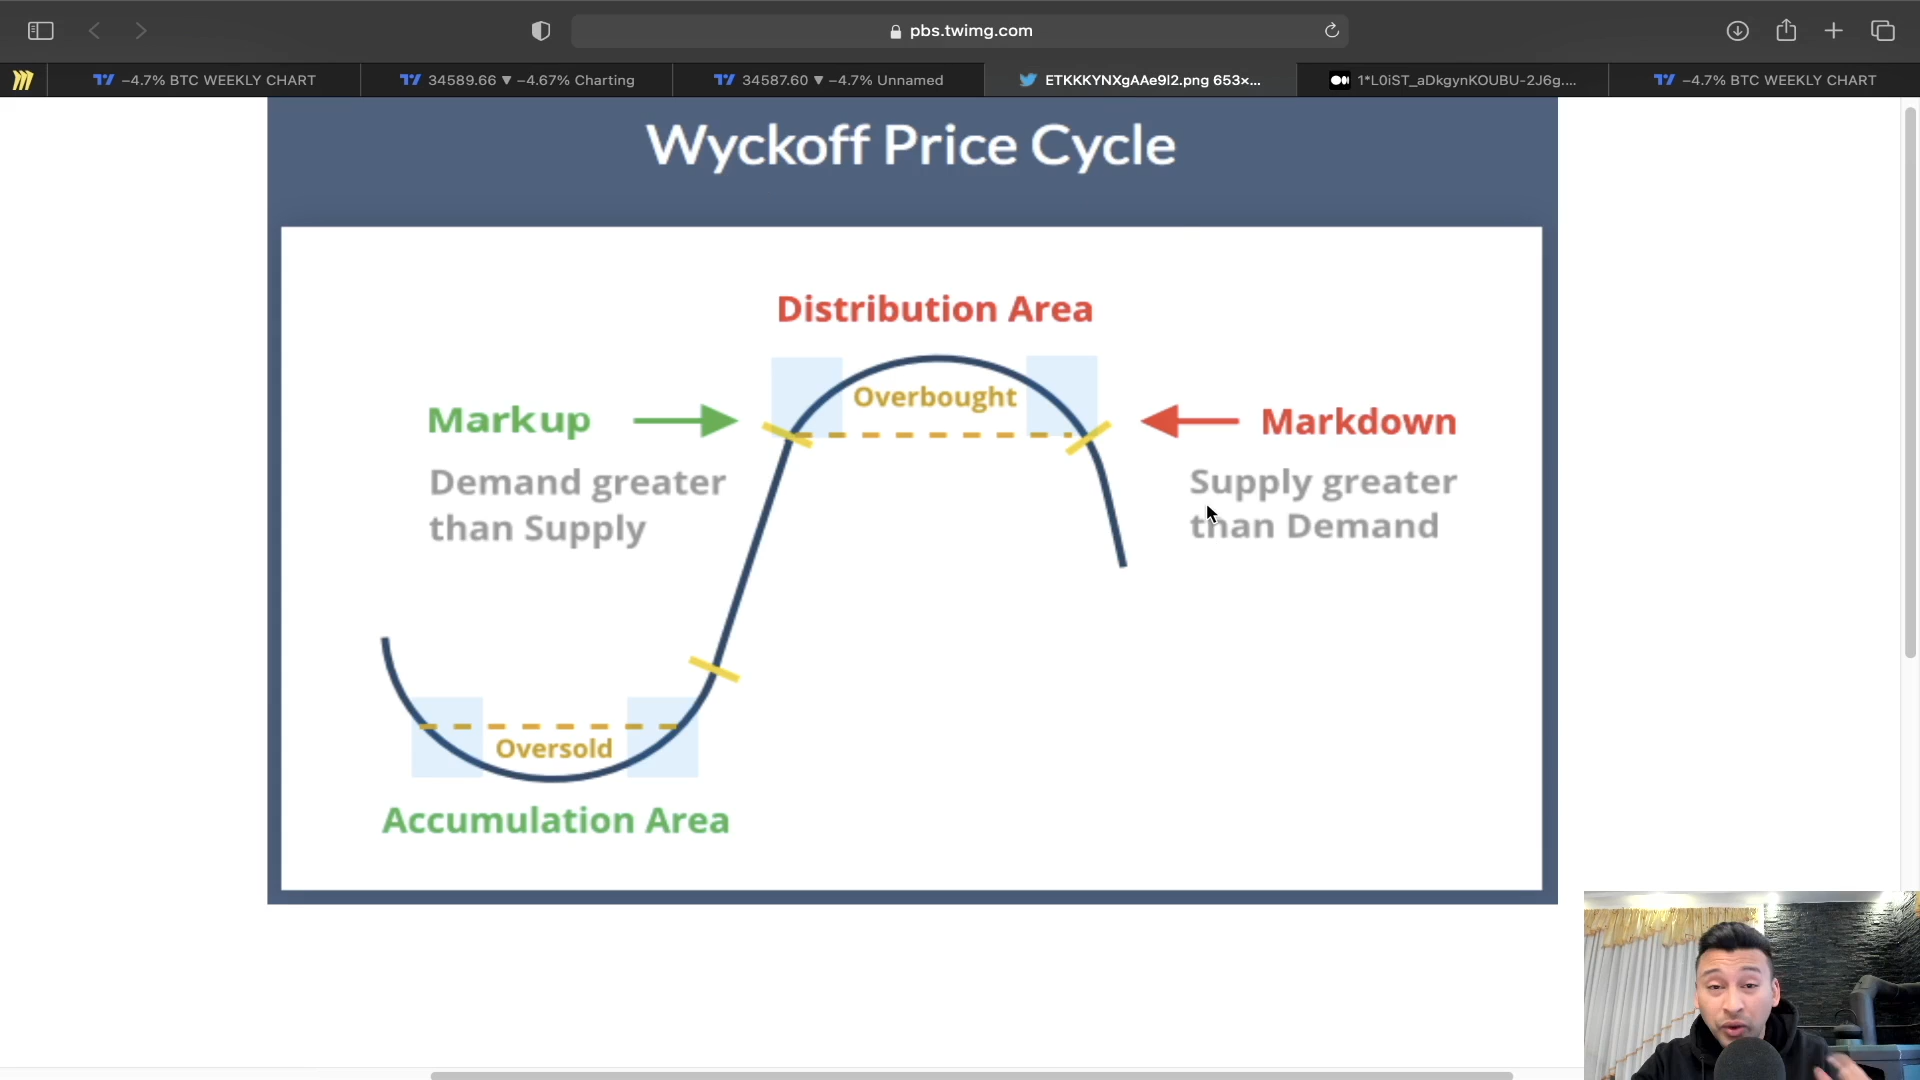 pbs.twimg.com
−4.7% BTC WEEKLY CHART
34589.66 ▼ −4.67% Charting
34587.60 ▼ −4.7% Unnamed
ETKKKYNXgAAe9l2.png 653×...
1*L0iST_aDkgynKOUBU-2J6g....
−4.7% BTC WEEKLY CHART
Wyckoff Price Cycle
Distribution Area
Overbought
Markup
Markdown
Demand greater
than Supply
Supply greater
than Demand
Oversold
Accumulation Area